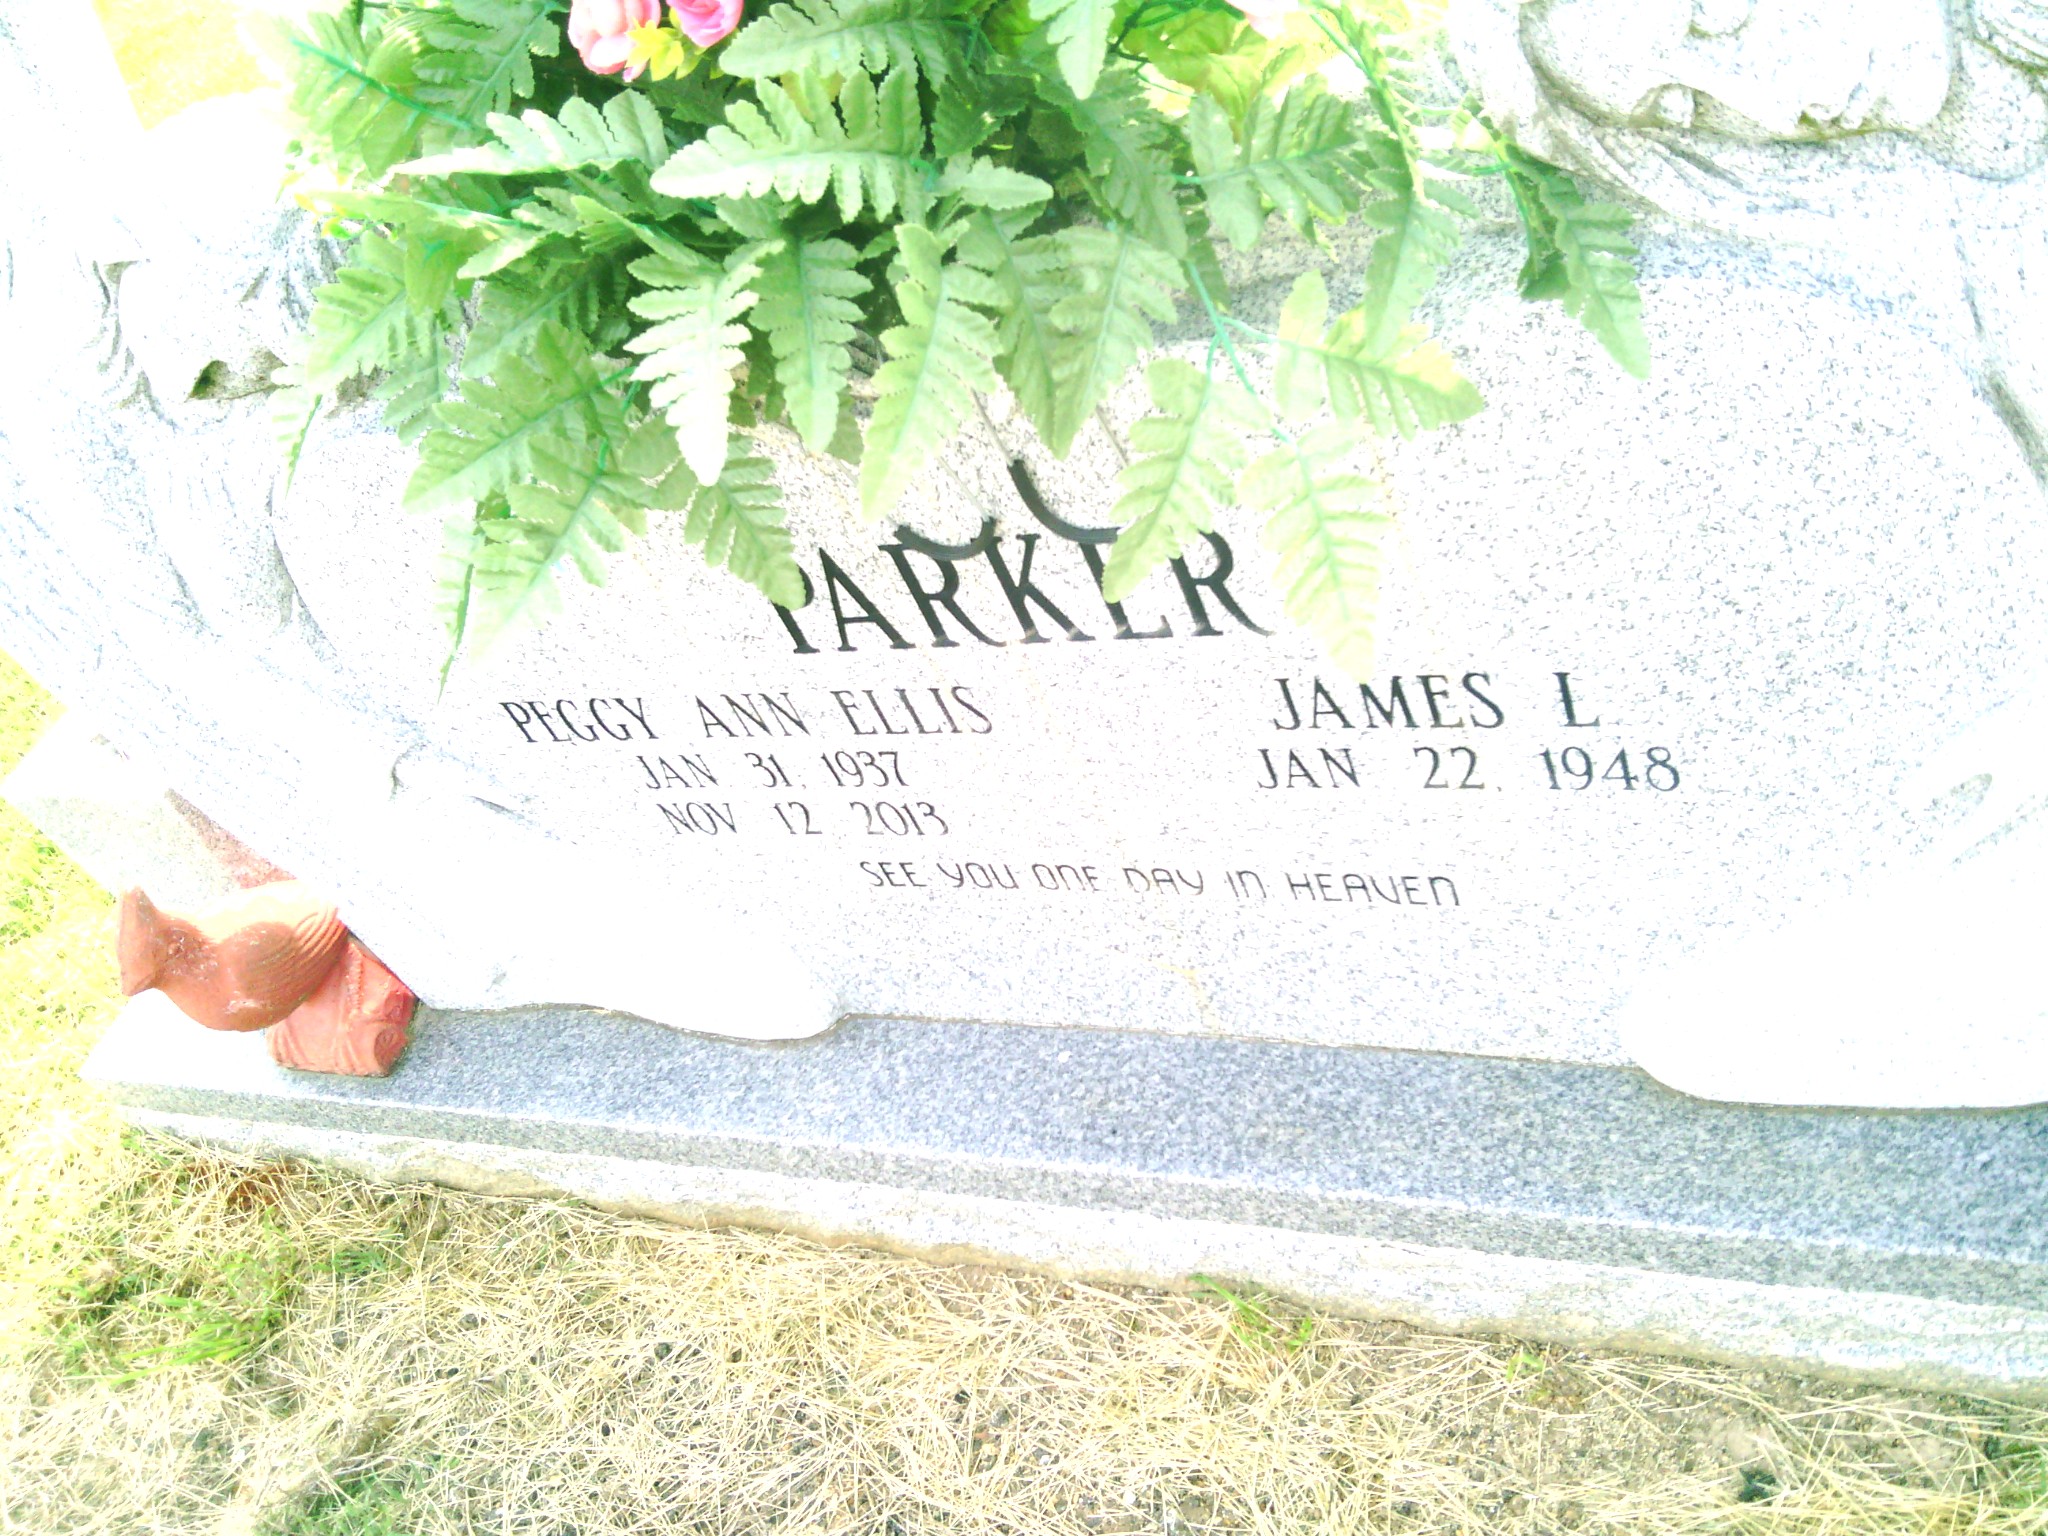 PARKER
PEGGY ANN ELLIS
JAN 31, 1937
NOV 12 2013
JAMES L
JAN 22, 1948
SEE YOU ONE DAY IN HEAVEN